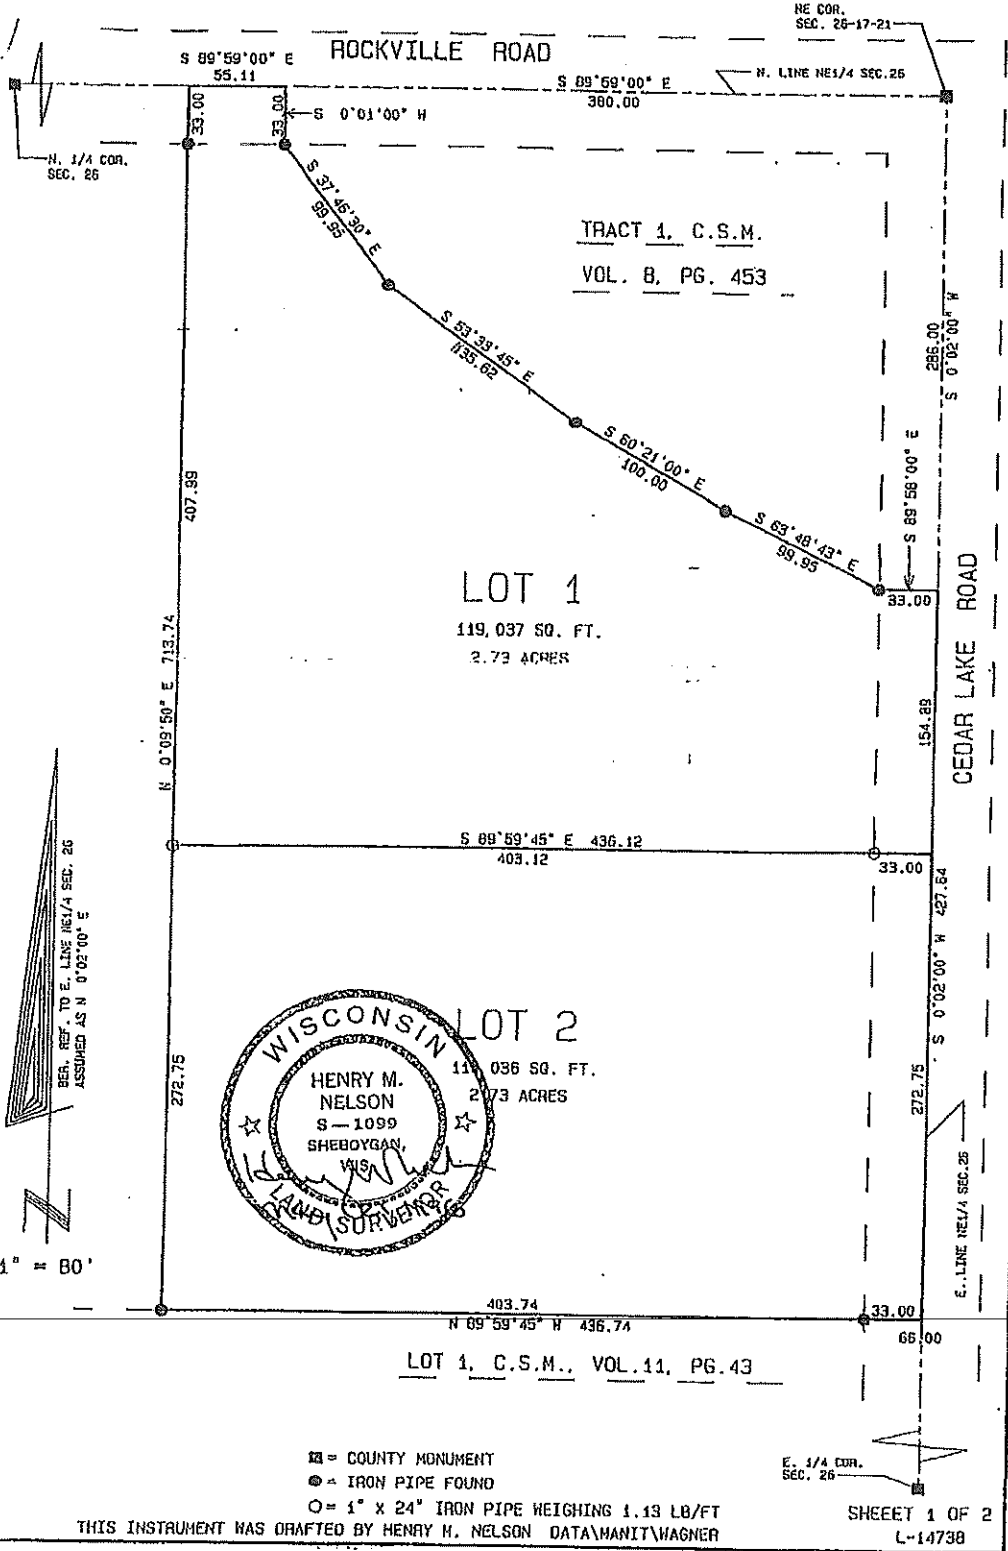 NE COR.
SEC. 26-17-21
ROCKVILLE ROAD
S 89°59'00" E
55.11
S 89°59'00" E
380.00
N. LINE NE1/4 SEC.26
33.00
33.00
S 0°01'00" W
N. 1/4 COR.
SEC. 26
S 37°46'30" E
99.95
TRACT 1, C.S.M.
VOL. 8, PG. 453
S 53°33'45" E
135.62
286.00
S 0°02'00" W
S 60°21'00" E
100.00
S 89°58'00" E
S 63°48'43" E
99.95
33.00
407.99
LOT 1
119,037 SQ. FT.
2.73 ACRES
N 0°09'50" E 713.74
154.89
CEDAR LAKE ROAD
S 89°59'45" E 436.12
403.12
33.00
BER. REF. TO E. LINE NE1/4 SEC. 26
ASSUMED AS N 0°02'00" E
S 0°02'00" W 427.64
LOT 2
036 SQ. FT.
73 ACRES
WISCONSIN
HENRY M.
NELSON
S-1099
SHEBOYGAN,
WIS.
LAND SURVEYOR
272.75
272.75
E. LINE NE1/4 SEC.26
1" = 80'
403.74
N 89°59'45" W 436.74
33.00
66.00
LOT 1, C.S.M., VOL.11, PG.43
E. 1/4 COR.
SEC. 26
= COUNTY MONUMENT
= IRON PIPE FOUND
O= 1" X 24" IRON PIPE WEIGHING 1.13 LB/FT
THIS INSTRUMENT WAS DRAFTED BY HENRY M. NELSON DATA\MANIT\WAGNER
SHEEET 1 OF 2
L-14738